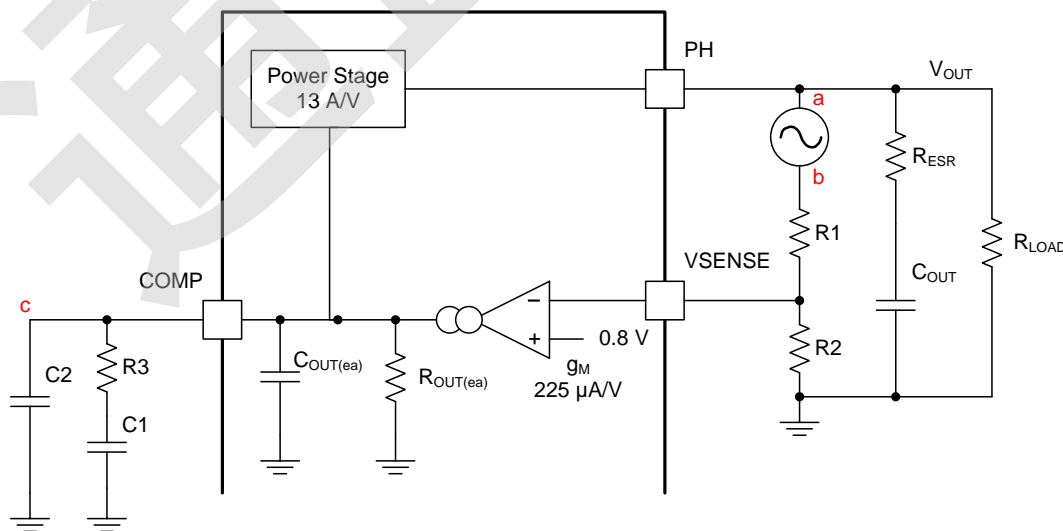 Power Stage
13 A/V
PH
VOUT
a
b
RESR
R1
RLOAD
COMP
VSENSE
COUT
c
0.8 V
R3
C2
COUT(ea)
ROUT(ea)
gM
225 µA/V
R2
C1
通